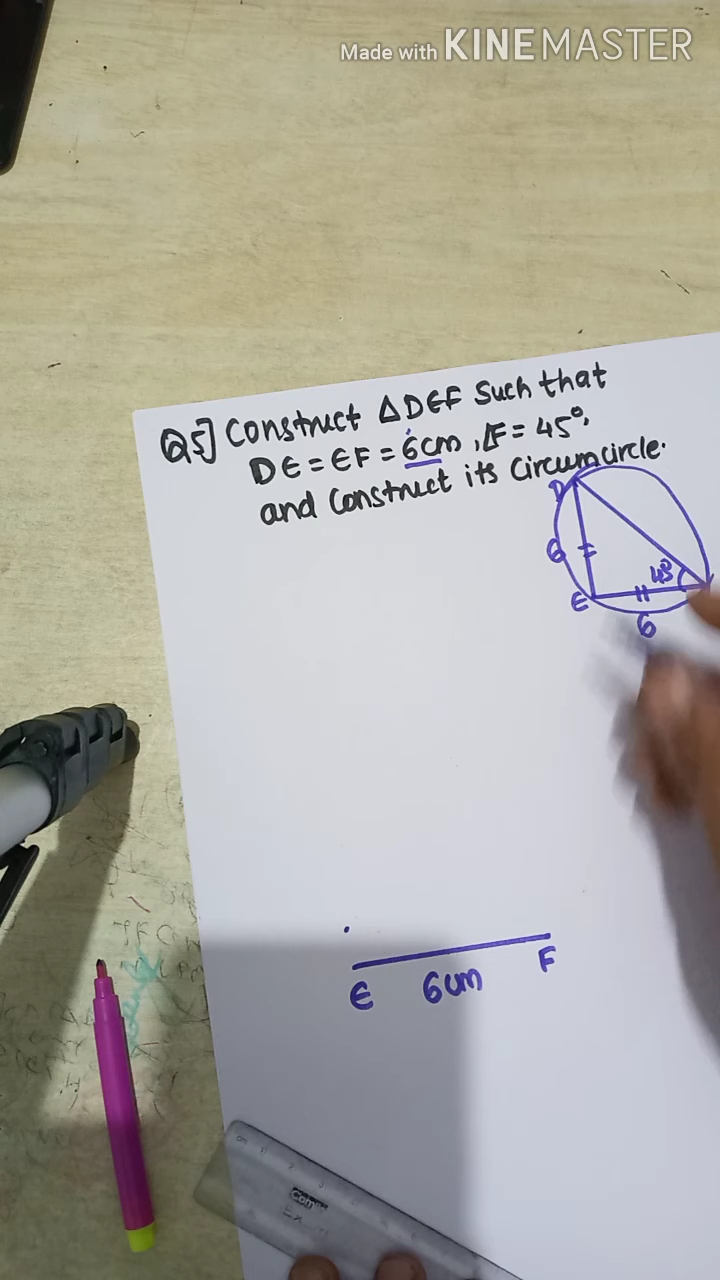 Made with KINEMASTER
Q5] Construct △DEF such that
DE = EF = 6cm, ∠F = 45°.
and construct its circumcircle.
D
6
45°
E
6
E 6cm F